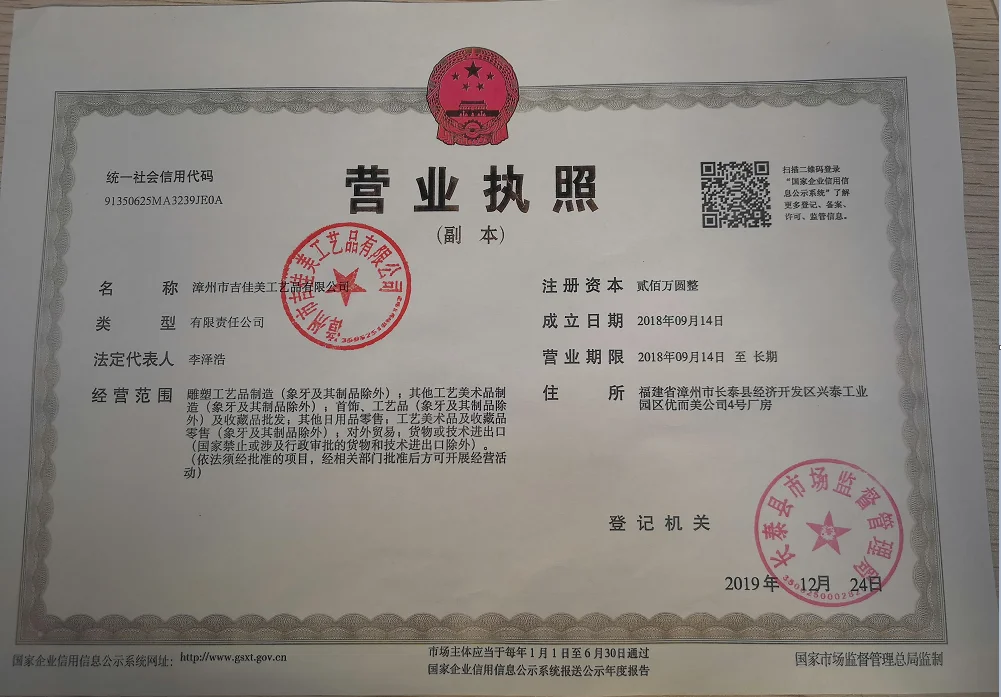 统一社会信用代码
91350625MA3239JE0A
营业执照
(副 本)
扫描二维码登录
“国家企业信用信
息公示系统”了解
更多登记、备案、
许可、监管信息。
名 称 漳州市吉佳美工艺品有限公司
类 型 有限责任公司
法定代表人 李泽浩
经营范围 雕塑工艺品制造(象牙及其制品除外);其他工艺美术品制
造(象牙及其制品除外);首饰、工艺品(象牙及其制品除
外)及收藏品批发;其他日用品零售;工艺美术品及收藏品
零售(象牙及其制品除外);对外贸易;货物或技术进出口
(国家禁止或涉及行政审批的货物和技术进出口除外)。
(依法须经批准的项目,经相关部门批准后方可开展经营活
动)
注册资本 贰佰万圆整
成立日期 2018年09月14日
营业期限 2018年09月14日 至 长期
住 所 福建省漳州市长泰县经济开发区兴泰工业
园区优而美公司4号厂房
漳州市吉佳美工艺品有限公司
登记机关
长泰县市场监督管理局
2019年 12月 24日
国家企业信用信息公示系统网址: http://www.gsxt.gov.cn
市场主体应当于每年1月1日至6月30日通过
国家企业信用信息公示系统报送公示年度报告
国家市场监督管理总局监制